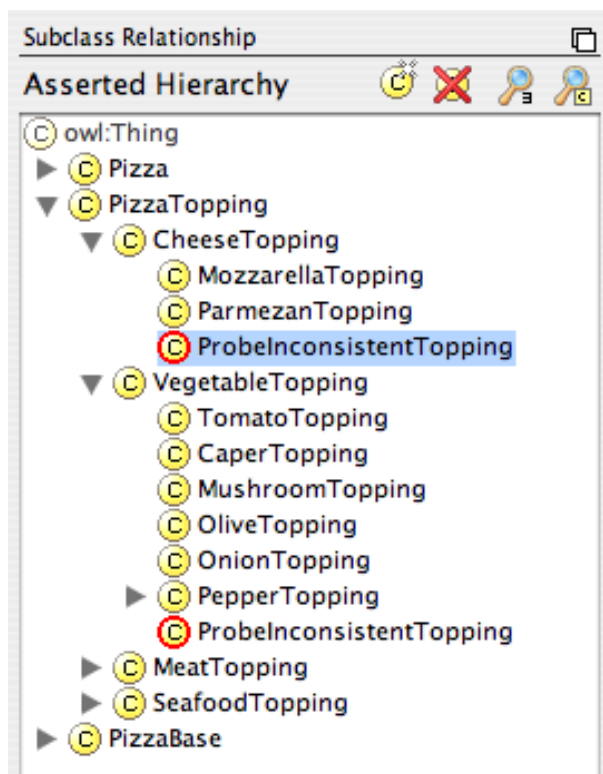 Subclass Relationship
Asserted Hierarchy
C owl:Thing
C Pizza
C PizzaTopping
C CheeseTopping
C MozzarellaTopping
C ParmezanTopping
C ProbeInconsistentTopping
C VegetableTopping
C TomatoTopping
C CaperTopping
C MushroomTopping
C OliveTopping
C OnionTopping
C PepperTopping
C ProbeInconsistentTopping
C MeatTopping
C SeafoodTopping
C PizzaBase